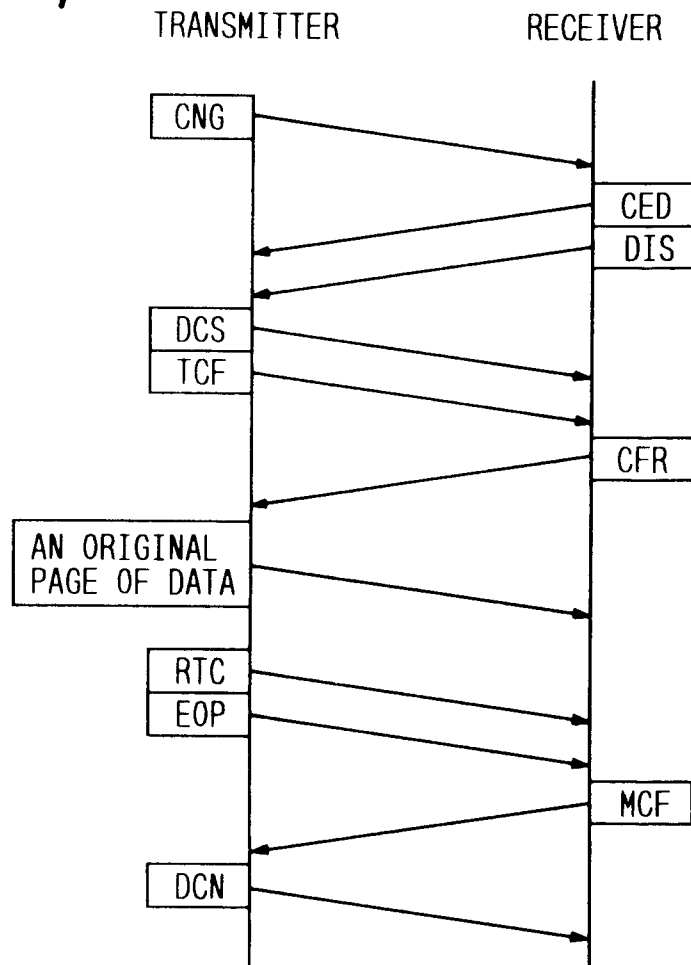 TRANSMITTER RECEIVER
CNG
CED
DIS
DCS
TCF
CFR
AN ORIGINAL
PAGE OF DATA
RTC
EOP
MCF
DCN